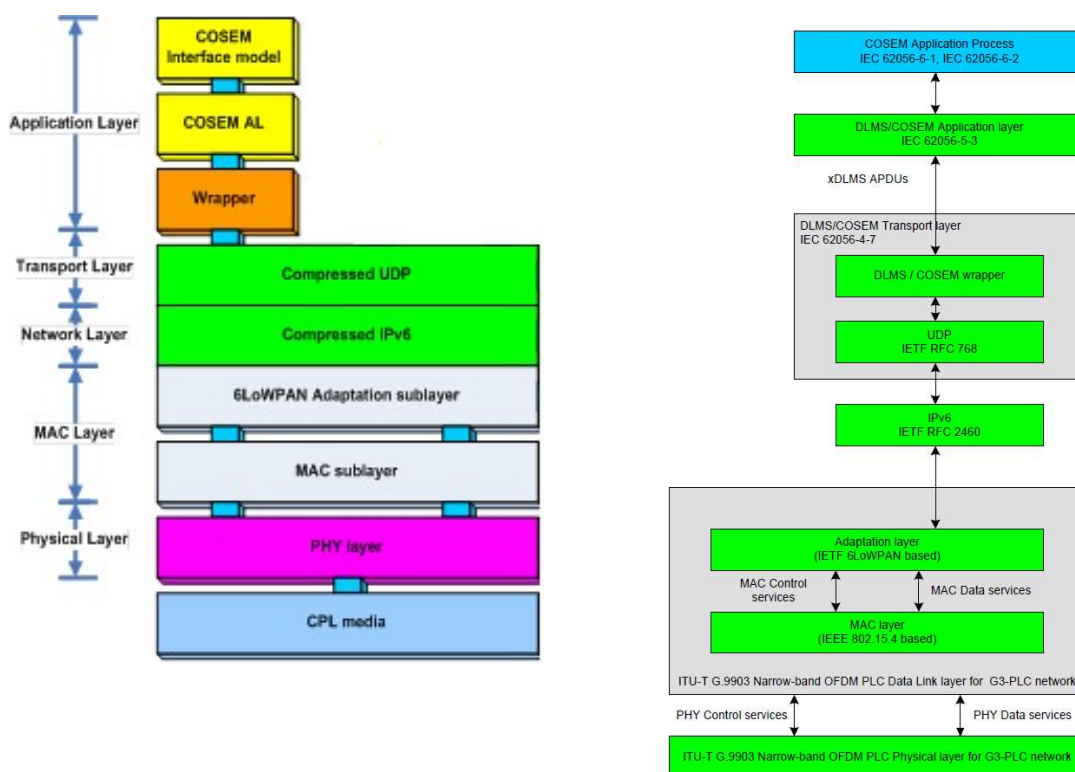 COSEM
Interface model
Application Layer
COSEM AL
Wrapper
Transport Layer
Compressed UDP
Network Layer
Compressed IPv6
6LoWPAN Adaptation sublayer
MAC Layer
MAC sublayer
Physical Layer
PHY layer
CPL media
COSEM Application Process
IEC 62056-6-1, IEC 62056-6-2
DLMS/COSEM Application layer
IEC 62056-5-3
xDLMS APDUs
DLMS/COSEM Transport layer
IEC 62056-4-7
DLMS / COSEM wrapper
UDP
IETF RFC 768
IPv6
IETF RFC 2460
Adaptation layer
(IETF 6LoWPAN based)
MAC Control
services
MAC Data services
MAC layer
(IEEE 802.15.4 based)
ITU-T G.9903 Narrow-band OFDM PLC Data Link layer for G3-PLC network
PHY Control services
PHY Data services
ITU-T G.9903 Narrow-band OFDM PLC Physical layer for G3-PLC network